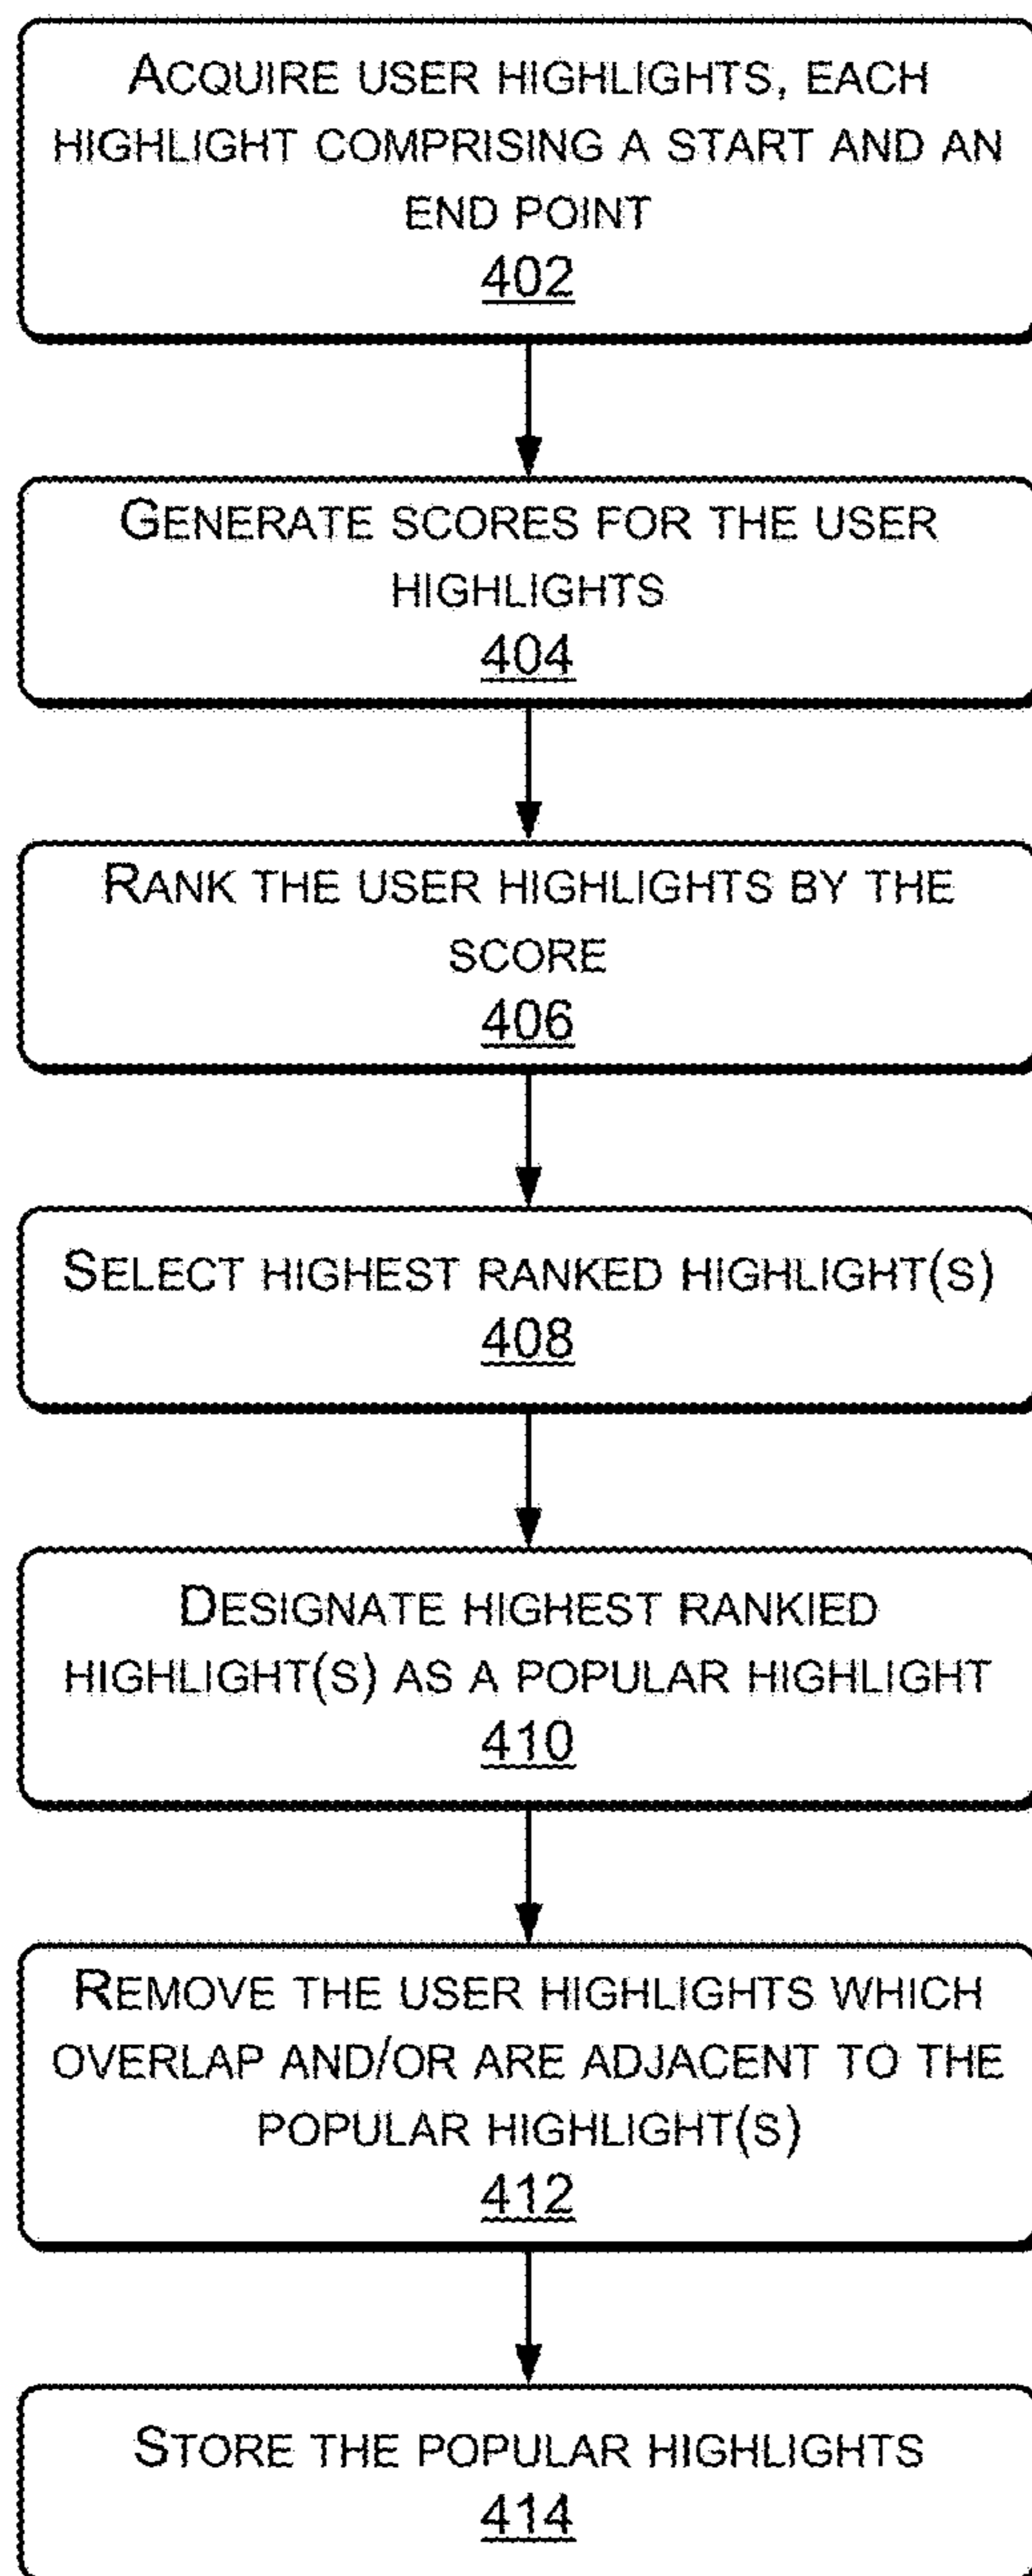 ACQUIRE USER HIGHLIGHTS, EACH
HIGHLIGHT COMPRISING A START AND AN
END POINT
402
GENERATE SCORES FOR THE USER
HIGHLIGHTS
404
RANK THE USER HIGHLIGHTS BY THE
SCORE
406
SELECT HIGHEST RANKED HIGHLIGHT(S)
408
DESIGNATE HIGHEST RANKIED
HIGHLIGHT(S) AS A POPULAR HIGHLIGHT
410
REMOVE THE USER HIGHLIGHTS WHICH
OVERLAP AND/OR ARE ADJACENT TO THE
POPULAR HIGHLIGHT(S)
412
STORE THE POPULAR HIGHLIGHTS
414